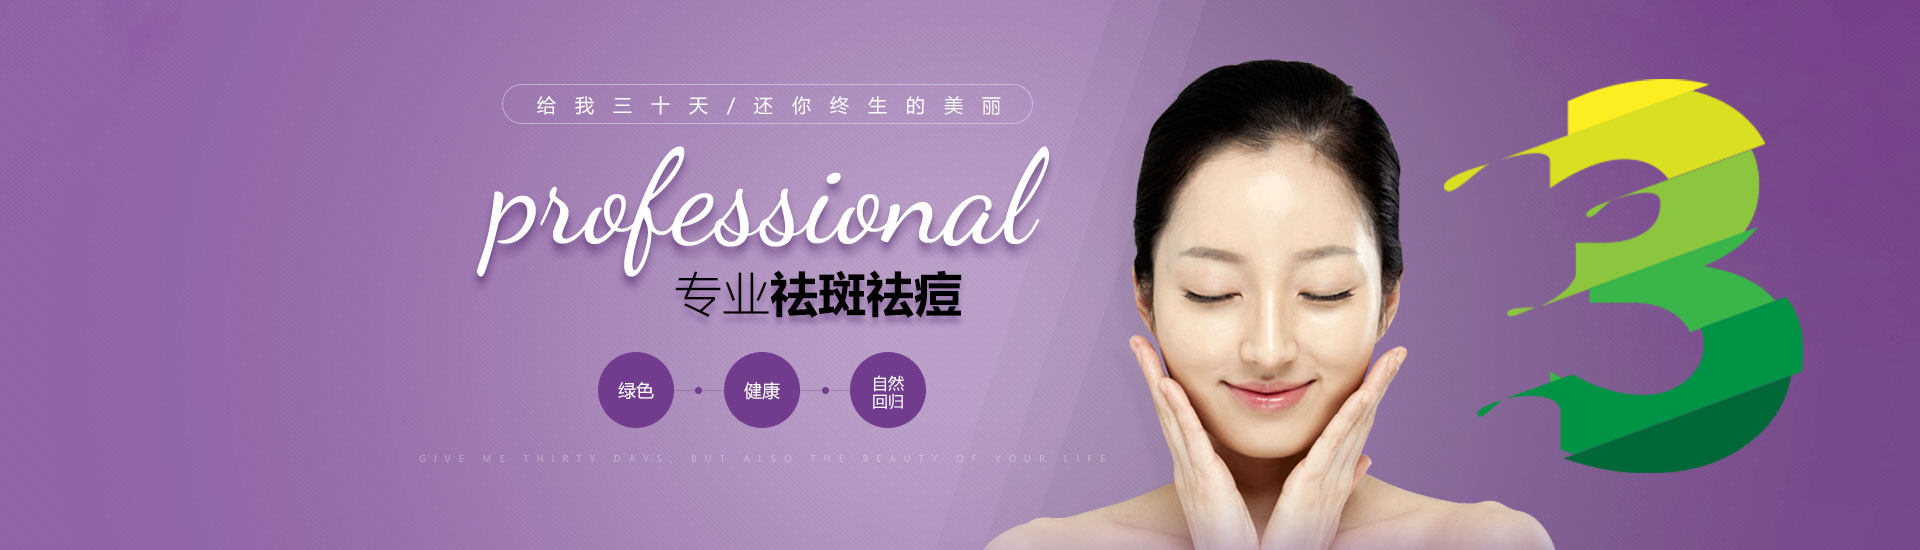 给我三十天/还你终生的美丽
professional
专业祛斑祛痘
绿色
健康
自然
回归
GIVE ME THIRTY DAYS, BUT ALSO THE BEAUTY OF YOUR LIFE
3